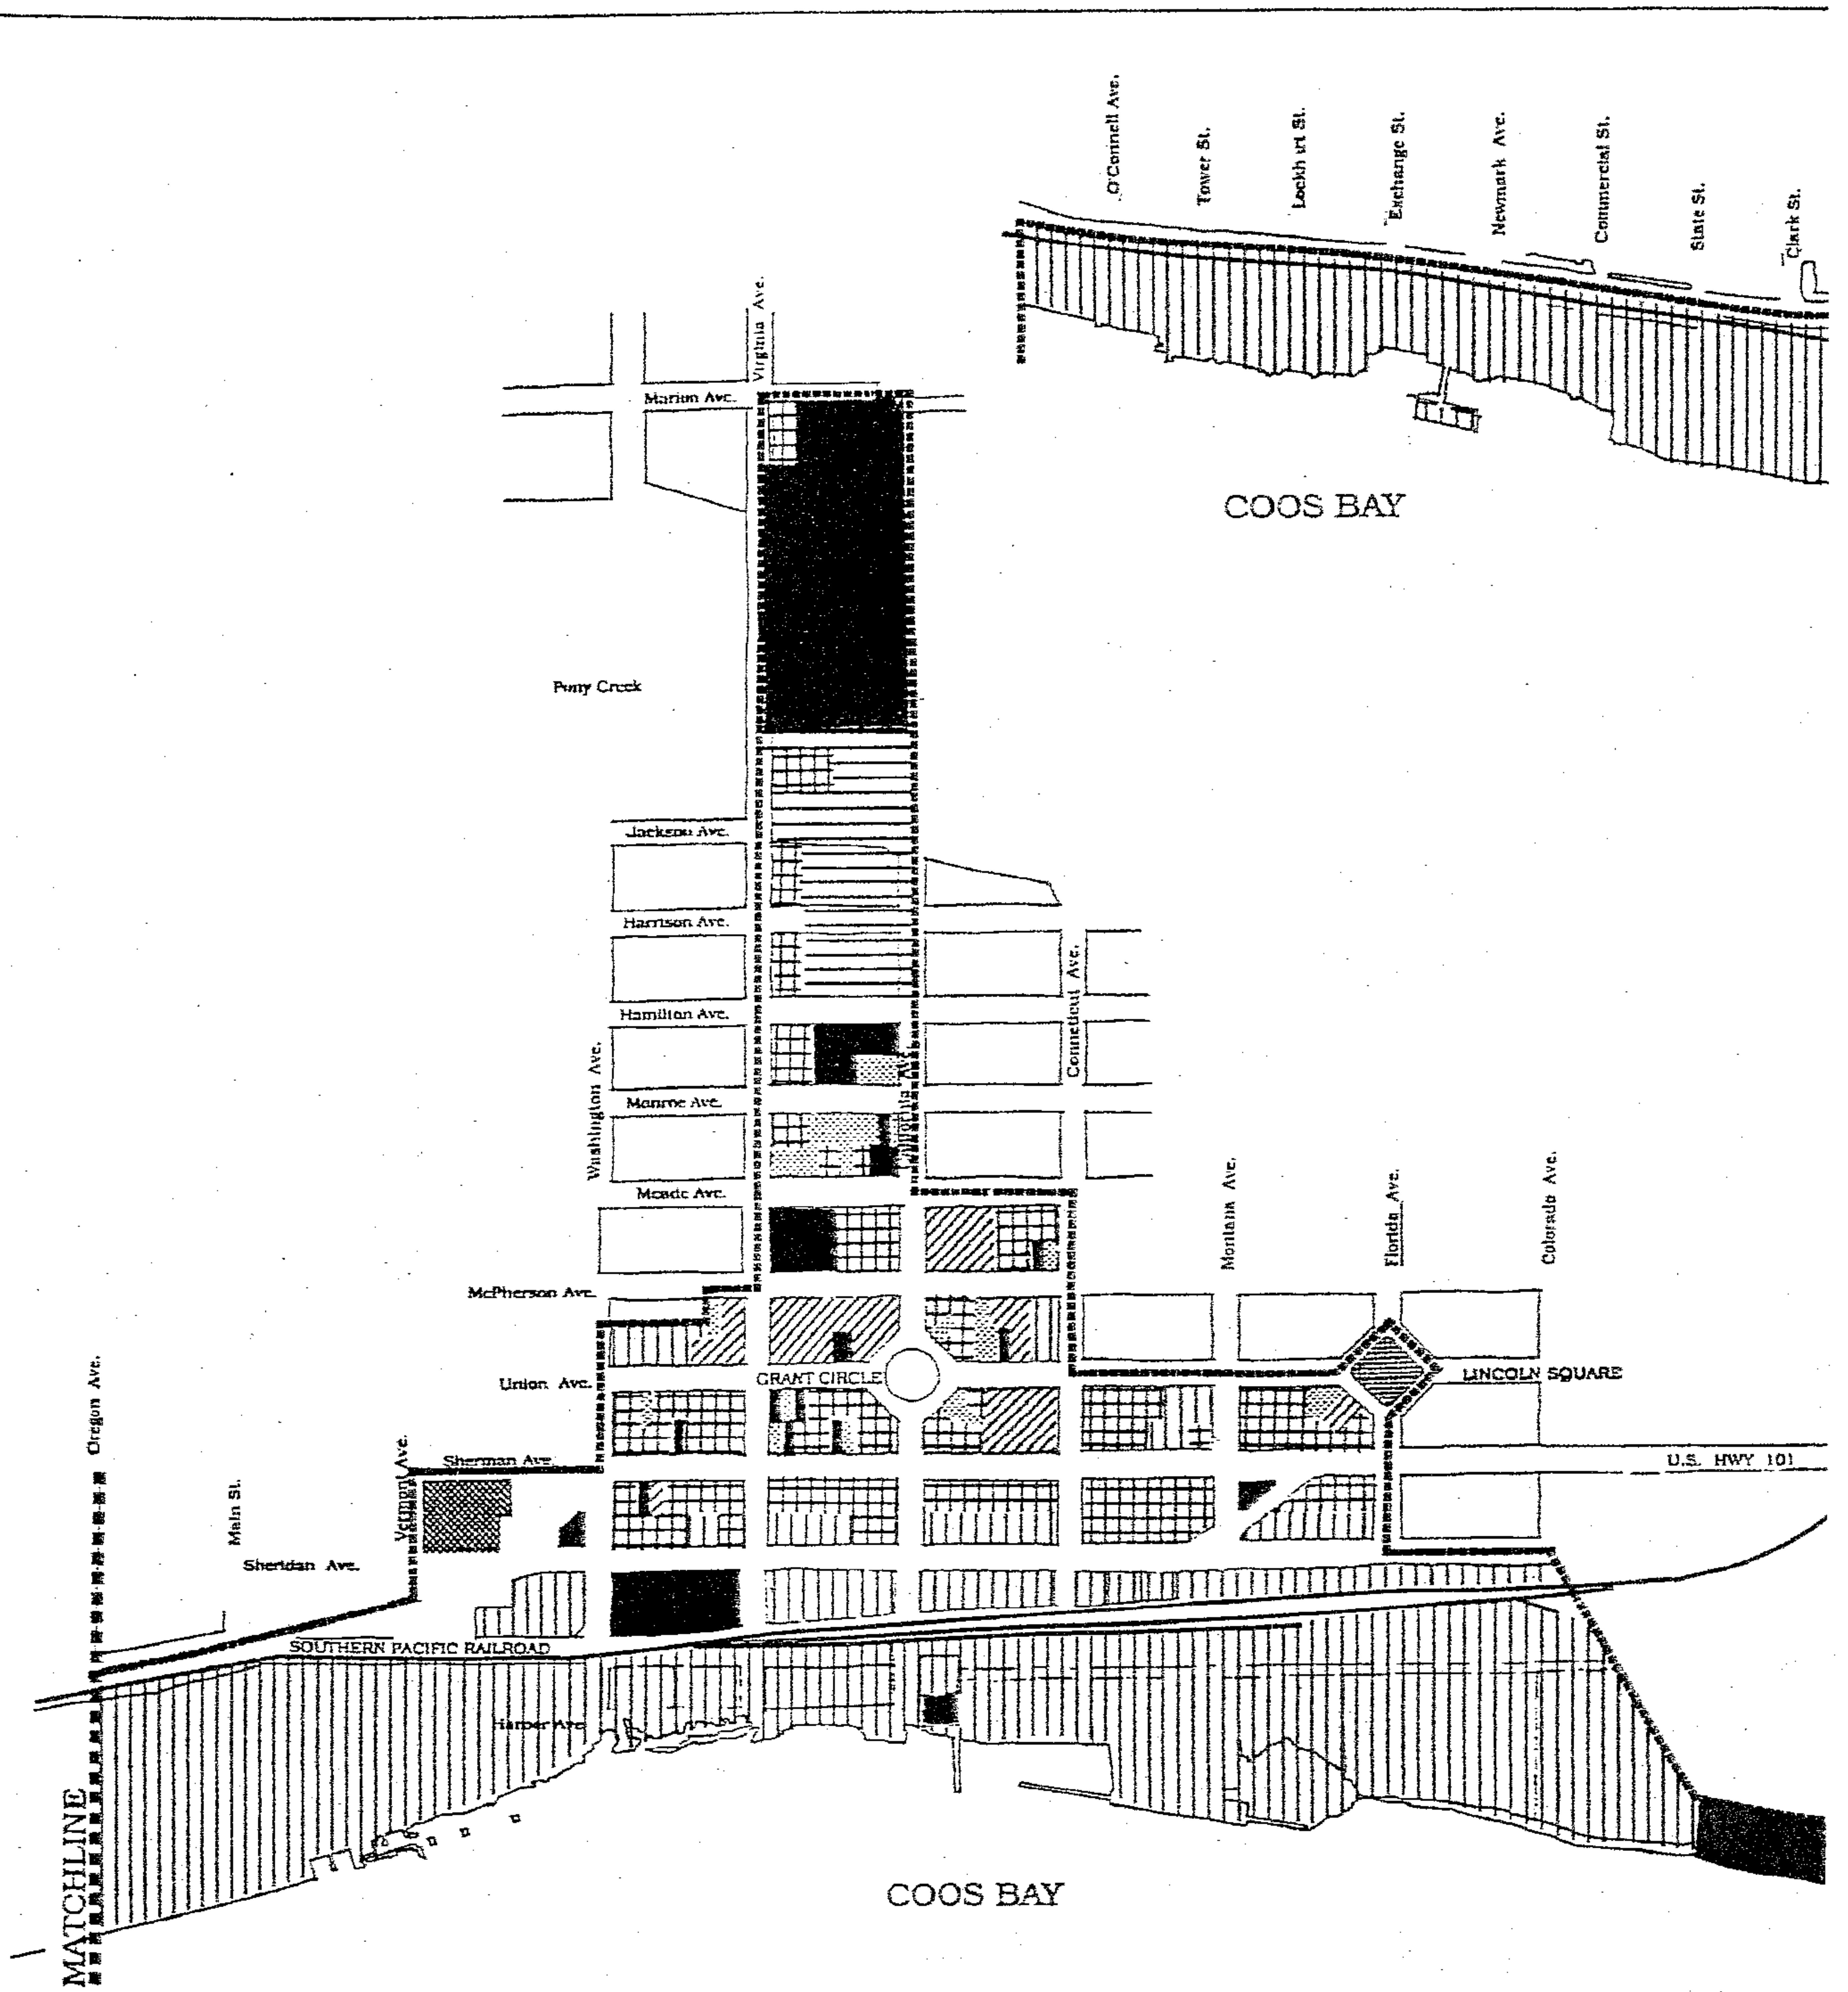 O'Connell Ave.
Tower St.
Exchange St.
Newmark Ave.
Commercial St.
State St.
Clark St.
COOS BAY
Virginia Ave.
Marion Ave.
Pony Creek
Jackson Ave.
Harrison Ave.
Hamilton Ave.
Connecticut Ave.
Washington Ave.
Monroe Ave.
Meade Ave.
Montana Ave.
Florida Ave.
Colorado Ave.
McPherson Ave.
Union Ave.
GRANT CIRCLE
LINCOLN SQUARE
Oregon Ave.
Vermont Ave.
Sherman Ave.
U.S. HWY 101
Main St.
Sheridan Ave.
SOUTHERN PACIFIC RAILROAD
Harbor Ave
MATCHLINE
COOS BAY